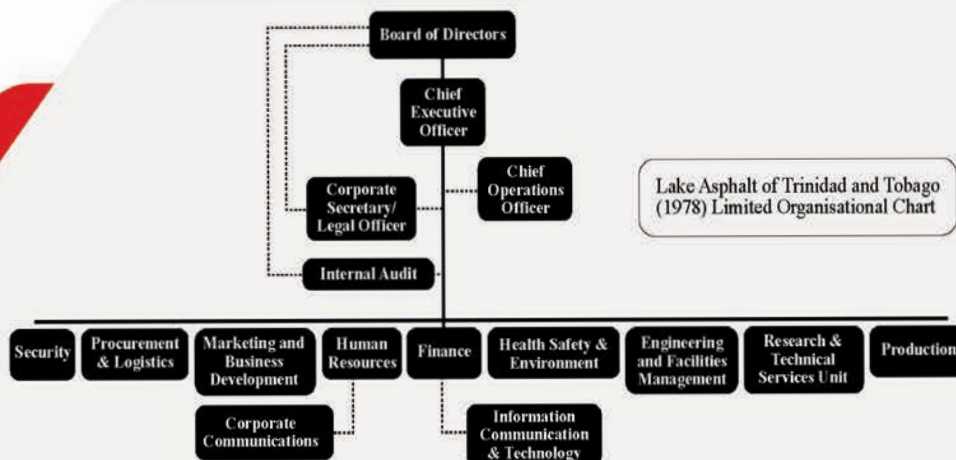 Board of Directors
Chief
Executive
Officer
Chief
Operations
Officer
Corporate
Secretary/
Legal Officer
Internal Audit
Lake Asphalt of Trinidad and Tobago
(1978) Limited Organisational Chart
Security
Procurement
& Logistics
Marketing and
Business
Development
Human
Resources
Finance
Health Safety &
Environment
Engineering
and Facilities
Management
Research &
Technical
Services Unit
Production
Corporate
Communications
Information
Communication
& Technology